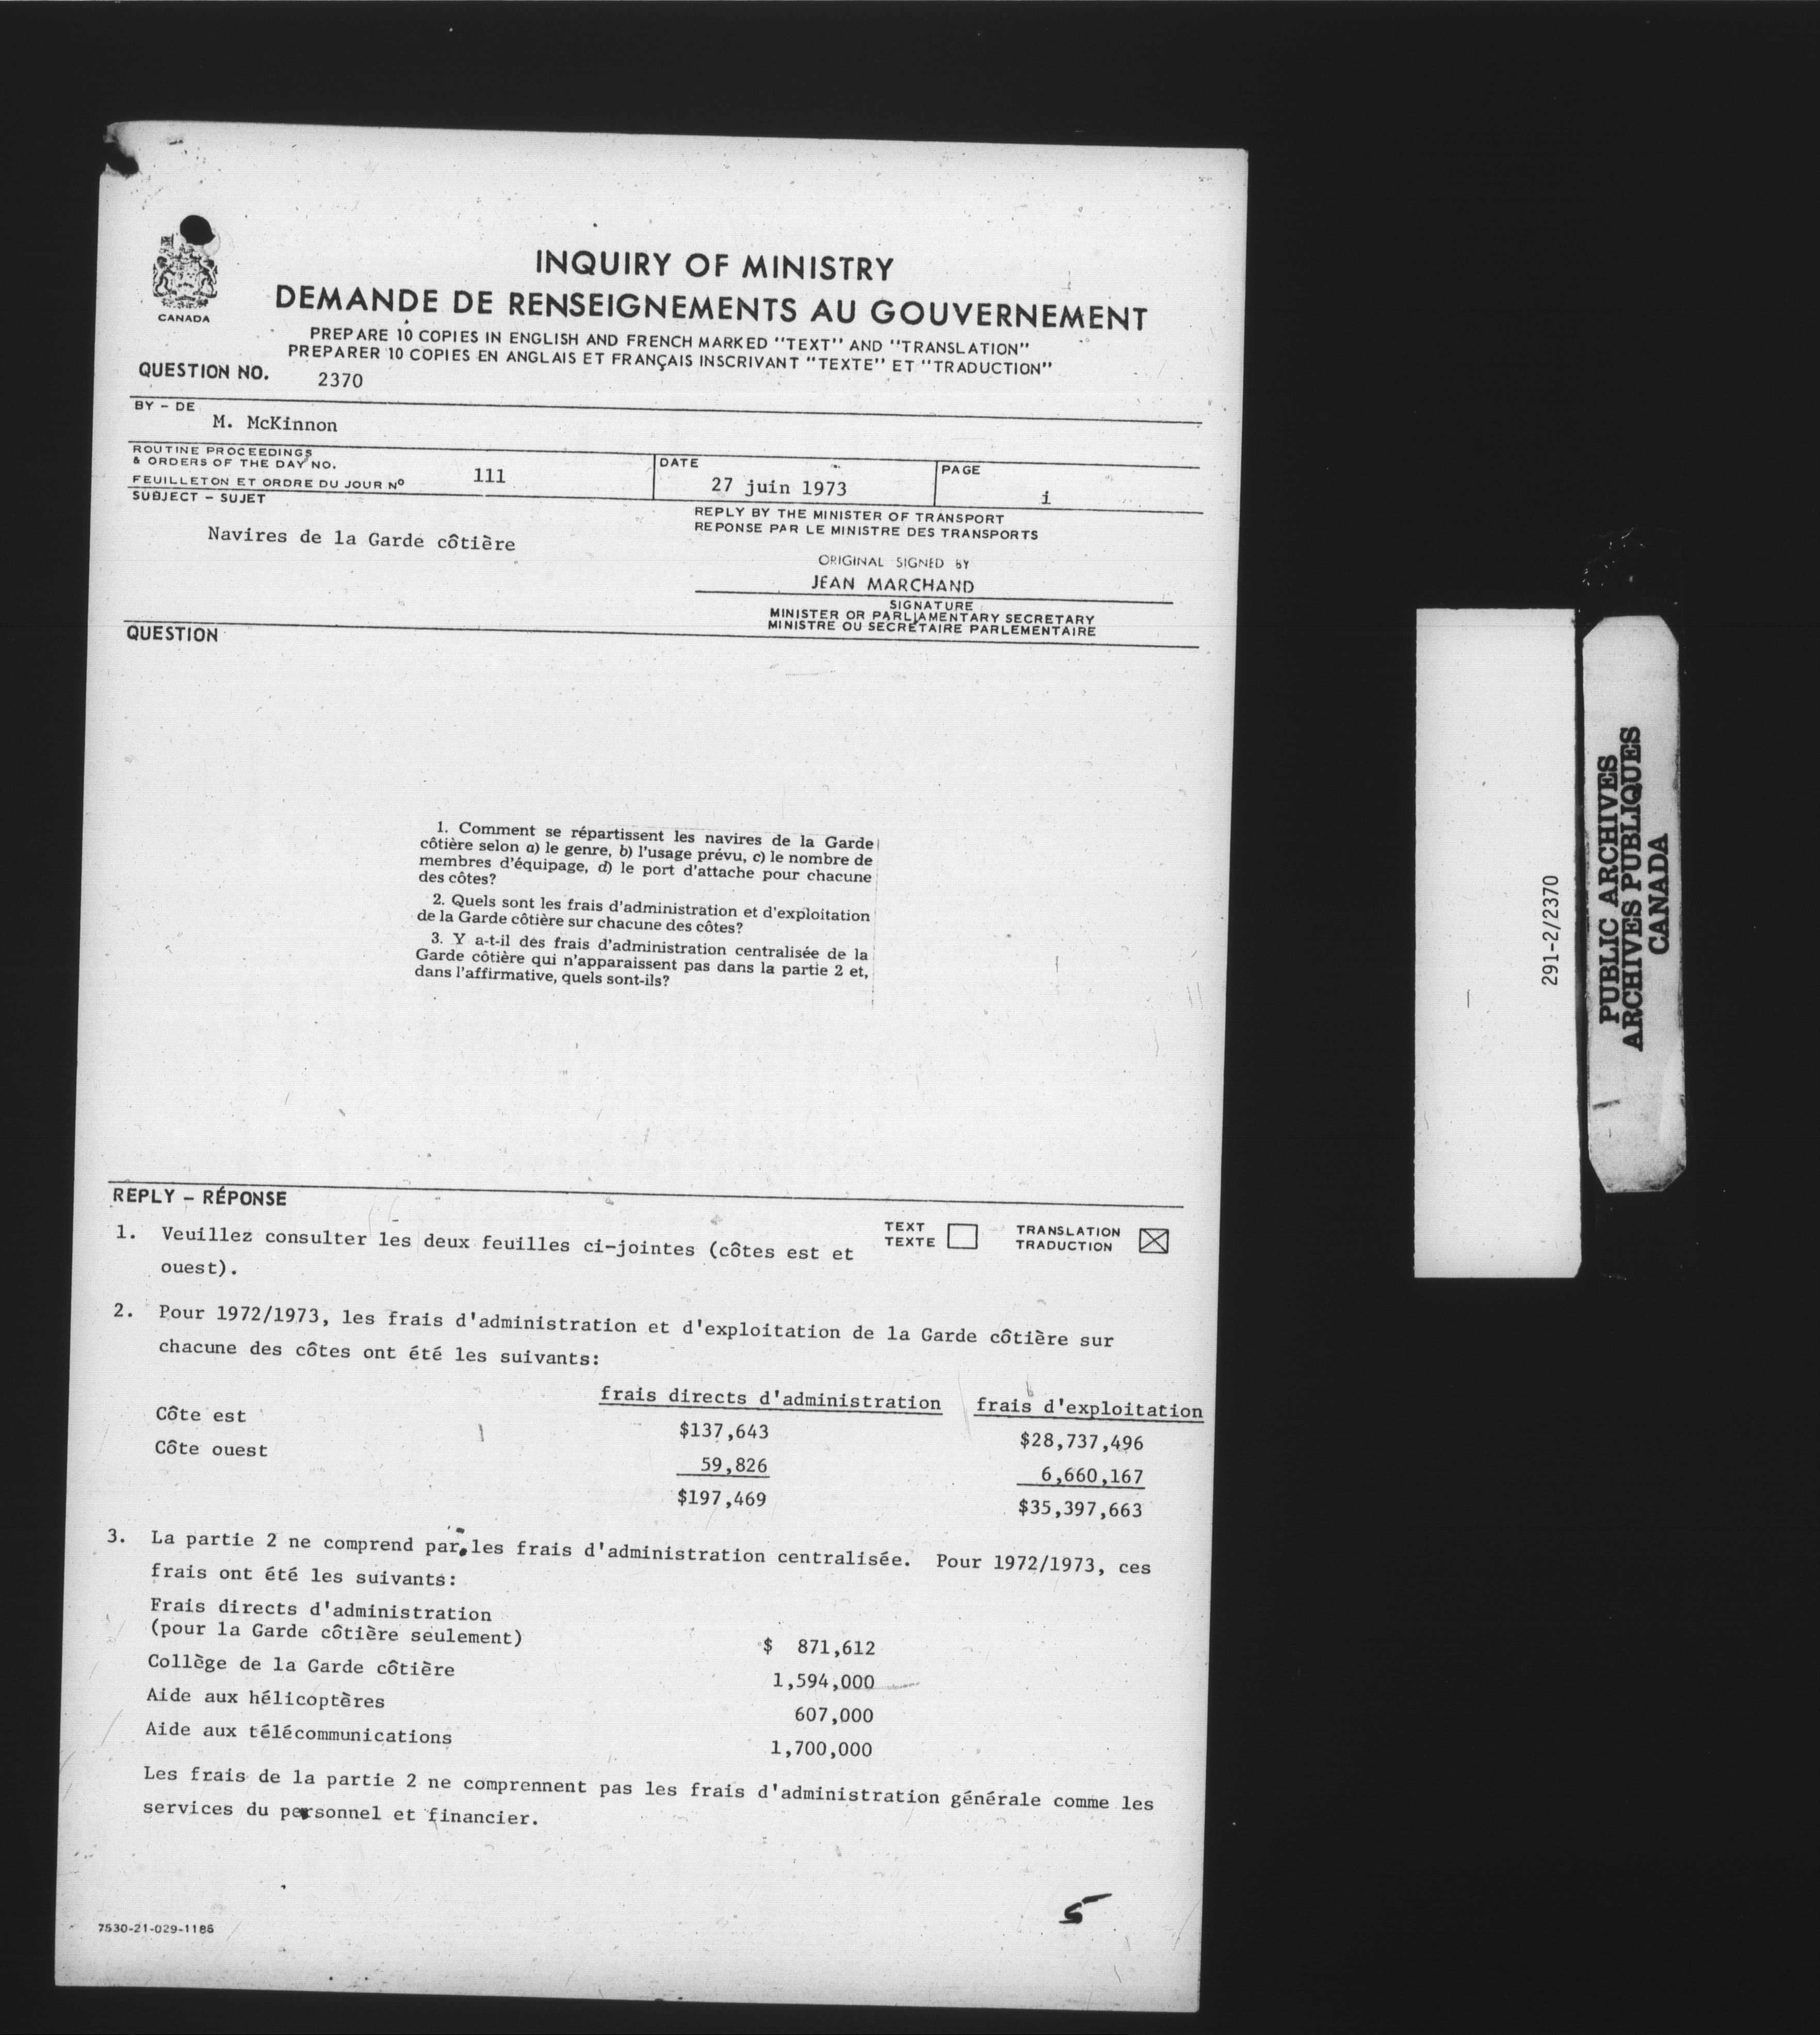 CANADA
INQUIRY OF MINISTRY
DEMANDE DE RENSEIGNEMENTS AU GOUVERNEMENT
PREPARE 10 COPIES IN ENGLISH AND FRENCH MARKED "TEXT" AND "TRANSLATION"
PREPARER 10 COPIES EN ANGLAIS ET FRANÇAIS INSCRIVANT "TEXTE" ET "TRADUCTION"
QUESTION NO. 2370
BY - DE
M. McKinnon
ROUTINE PROCEEDINGS
& ORDERS OF THE DAY NO.
FEUILLETON ET ORDRE DU JOUR Nº 111
DATE
27 juin 1973
PAGE
i
SUBJECT - SUJET
Navires de la Garde côtière
REPLY BY THE MINISTER OF TRANSPORT
REPONSE PAR LE MINISTRE DES TRANSPORTS
ORIGINAL SIGNED BY
JEAN MARCHAND
SIGNATURE
MINISTER OR PARLIAMENTARY SECRETARY
MINISTRE OU SECRÉTAIRE PARLEMENTAIRE
QUESTION
1. Comment se répartissent les navires de la Garde
côtière selon a) le genre, b) l'usage prévu, c) le nombre de
membres d'équipage, d) le port d'attache pour chacune
des côtes?
2. Quels sont les frais d'administration et d'exploitation
de la Garde côtière sur chacune des côtes?
3. Y a-t-il des frais d'administration centralisée de la
Garde côtière qui n'apparaissent pas dans la partie 2 et,
dans l'affirmative, quels sont-ils?
REPLY - RÉPONSE
TEXT
TEXTE
TRANSLATION
TRADUCTION
1. Veuillez consulter les deux feuilles ci-jointes (côtes est et
ouest).
2. Pour 1972/1973, les frais d'administration et d'exploitation de la Garde côtière sur
chacune des côtes ont été les suivants:
frais directs d'administration frais d'exploitation
Côte est $137,643 $28,737,496
Côte ouest 59,826 6,660,167
$197,469 $35,397,663
3. La partie 2 ne comprend par les frais d'administration centralisée. Pour 1972/1973, ces
frais ont été les suivants:
Frais directs d'administration
(pour la Garde côtière seulement) $ 871,612
Collège de la Garde côtière 1,594,000
Aide aux hélicoptères 607,000
Aide aux télécommunications 1,700,000
Les frais de la partie 2 ne comprennent pas les frais d'administration générale comme les
services du personnel et financier.
5
7530-21-029-1186
291-2/2370
PUBLIC ARCHIVES
ARCHIVES PUBLIQUES
CANADA